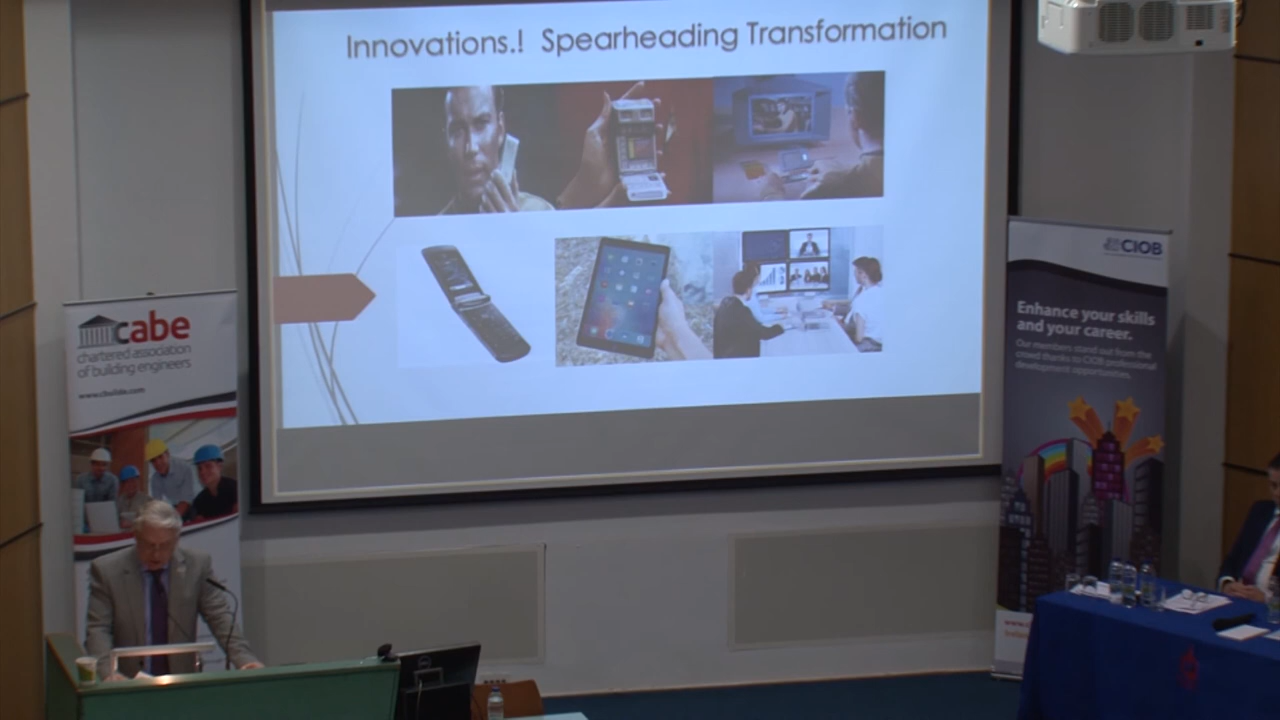 Innovations.! Spearheading Transformation
cabe
chartered association
of building engineers
www.cbuilde.com
CIOB
Enhance your skills
and your career.
Our members stand out from the
crowd thanks to CIOB professional
development opportunities.
DELL